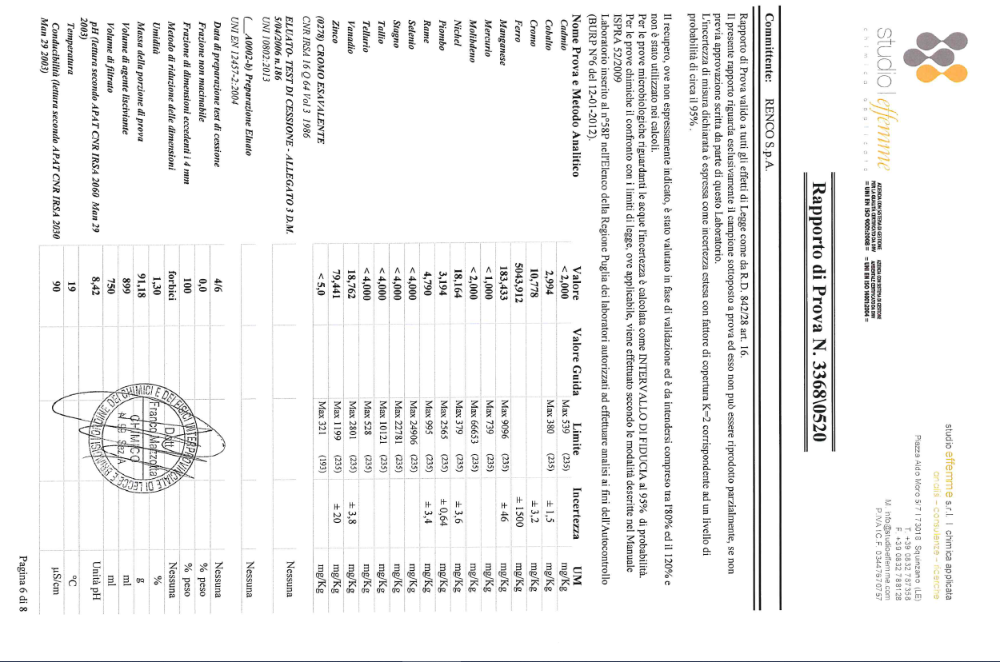 studio effemme
chimica applicata
AZIENDA CON SISTEMA DI GESTIONE
PER LA QUALITÀ CERTIFICATO DA DNV
= UNI EN ISO 9001:2008 =
AZIENDA CON SISTEMA DI GESTIONE
AMBIENTALE CERTIFICATO DA DNV
= UNI EN ISO 14001:2004 =
studio effemme s.r.l. | chimica applicata
analisi – consulenze – ricerche
Piazza Aldo Moro 5/7 | 73018 Squinzano (LE)
T. +39 0832 787358
F. +39 0832 788128
M. info@studioeffemme.com
P.IVA I.C.F. 03447670757
Rapporto di Prova N. 3368\0520
Committente: RENCO S.p.A.
Rapporto di Prova valido a tutti gli effetti di Legge come da R.D. 842/28 art. 16.
Il presente rapporto riguarda esclusivamente il campione sottoposto a prova ed esso non può essere riprodotto parzialmente, se non
previa approvazione scritta da parte di questo Laboratorio.
L'incertezza di misura dichiarata è espressa come incertezza estesa con fattore di copertura K=2 corrispondente ad un livello di
probabilità di circa il 95% .
Il recupero, ove non espressamente indicato, è stato valutato in fase di validazione ed è da intendersi compreso tra l'80% ed il 120% e
non è stato utilizzato nei calcoli.
Per le prove microbiologiche riguardanti le acque l'incertezza è calcolata come INTERVALLO DI FIDUCIA al 95% di probabilità.
Per le prove chimiche il confronto con i limiti di legge, ove applicabile, viene effettuato secondo le modalità descritte nel Manuale
ISPRA 52/2009
Laboratorio inserito al n°58P nell'Elenco della Regione Puglia dei laboratori autorizzati ad effettuare analisi ai fini dell'Autocontrollo
(BURP N°6 del 12-01-2012).
Nome Prova e Metodo Analitico Valore Valore Guida Limite Incertezza UM
Cadmio < 2,000 Max 539 (235) mg/Kg
Cobalto 2,994 Max 380 (235) ± 1,5 mg/Kg
Cromo 10,778 ± 3,2 mg/Kg
Ferro 5043,912 ± 1500 mg/Kg
Manganese 183,433 Max 9096 (235) ± 46 mg/Kg
Mercurio < 1,000 Max 739 (235) mg/Kg
Molibdeno < 2,000 Max 66653 (235) mg/Kg
Nichel 18,164 Max 379 (235) ± 3,6 mg/Kg
Piombo 3,194 Max 2565 (235) ± 0,64 mg/Kg
Rame 4,790 Max 995 (235) ± 3,4 mg/Kg
Selenio < 4,000 Max 24906 (235) mg/Kg
Stagno < 4,000 Max 22781 (235) mg/Kg
Tallio < 4,000 Max 10121 (235) mg/Kg
Tellurio < 4,000 Max 528 (235) mg/Kg
Vanadio 18,762 Max 2801 (235) ± 3,8 mg/Kg
Zinco 79,441 Max 1199 (235) ± 20 mg/Kg
(0278) CROMO ESAVALENTE < 5,0 Max 321 (193) mg/Kg
CNR IRSA 16 Q 64 Vol 3 1986
ELUATO- TEST DI CESSIONE - ALLEGATO 3 D.M. Nessuna
5/04/2006 n.186
UNI 10802:2013
(__A0002-b) Preparazione Eluato Nessuna
UNI EN 12457-2:2004
Data di preparazione test di cessione 4/6 Nessuna
Frazione non macinabile 0,0 % peso
Frazione di dimensioni eccedenti i 4 mm 100 % peso
Metodo di riduzione delle dimensioni forbici Nessuna
Umidità 1,30 %
Massa della porzione di prova 91,18 g
Volume di agente lisciviante 899 ml
Volume di filtrato 750 ml
pH (lettura secondo APAT CNR IRSA 2060 Man 29 8,42 Unità pH
2003)
Temperatura 19 °C
Conducibilità (lettura secondo APAT CNR IRSA 2030 90 µS/cm
Man 29 2003)
Dott.
Franco Mazzotta
CHIMICO
Sez. A
Pagina 6 di 8